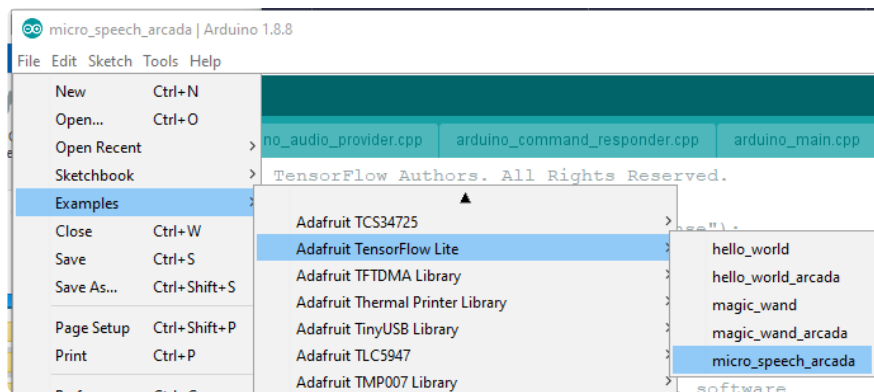 micro_speech_arcada | Arduino 1.8.8
File Edit Sketch Tools Help
New Ctrl+N
Open... Ctrl+O
Open Recent
Sketchbook
Examples
Close Ctrl+W
Save Ctrl+S
Save As... Ctrl+Shift+S
Page Setup Ctrl+Shift+P
Print Ctrl+P
no_audio_provider.cpp arduino_command_responder.cpp arduino_main.cpp
TensorFlow Authors. All Rights Reserved.
Adafruit TCS34725
Adafruit TensorFlow Lite
Adafruit TFTDMA Library
Adafruit Thermal Printer Library
Adafruit TinyUSB Library
Adafruit TLC5947
Adafruit TMP007 Library
hello_world
hello_world_arcada
magic_wand
magic_wand_arcada
micro_speech_arcada
software